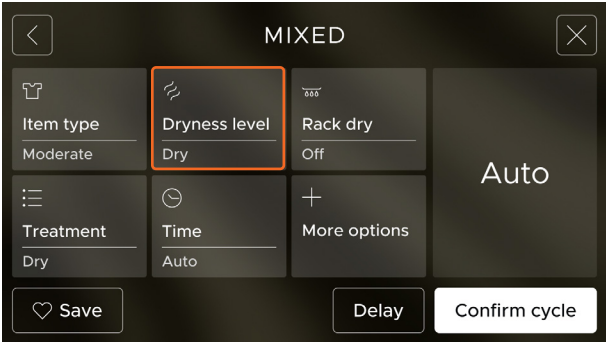 MIXED
Item type
Moderate
Dryness level
Dry
Rack dry
Off
Auto
Treatment
Dry
Time
Auto
More options
Save
Delay
Confirm cycle